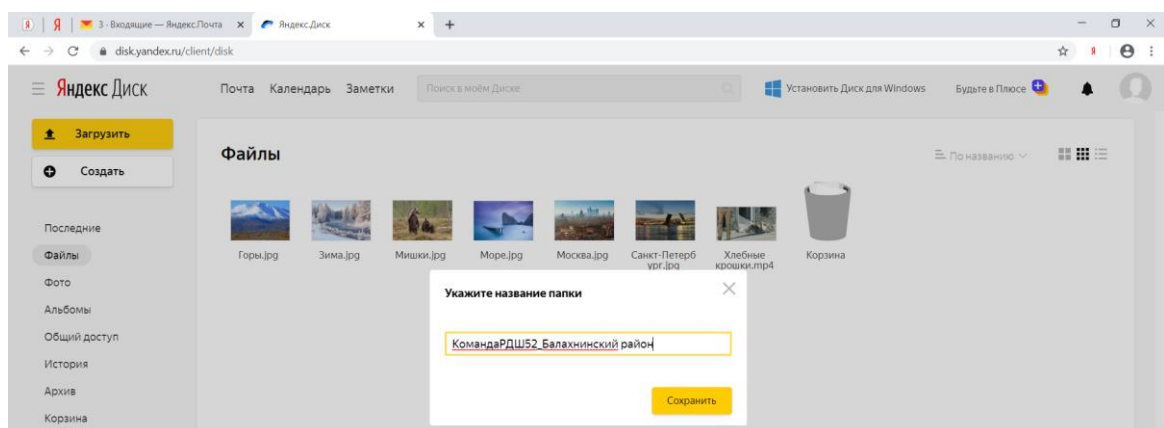 3 · Входящие — Яндекс.Почта
Яндекс.Диск
disk.yandex.ru/client/disk
Яндекс Диск
Почта Календарь Заметки
Поиск в моём Диске
Установить Диск для Windows
Будьте в Плюсе
Загрузить
Создать
Последние
Файлы
Фото
Альбомы
Общий доступ
История
Архив
Корзина
Файлы
По названию
Горы.jpg
Зима.jpg
Мишки.jpg
Море.jpg
Москва.jpg
Санкт-Петерб
ург.jpg
Хлебные
крошки.mp4
Корзина
Укажите название папки
КомандаРДШ52_Балахнинский район
Сохранить